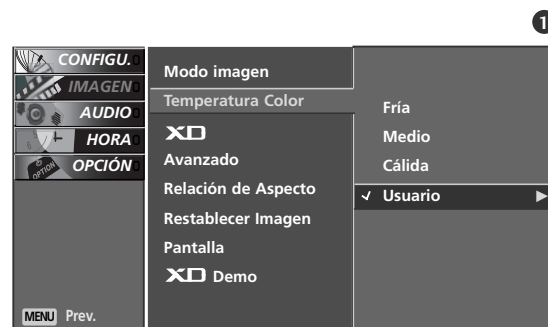 1
CONFIGU.
IMAGEN
AUDIO
HORA
OPCIÓN
OPTION
MENU Prev.
Modo imagen
Temperatura Color
XD
Avanzado
Relación de Aspecto
Restablecer Imagen
Pantalla
XD Demo
Fría
Medio
Cálida
✓ Usuario ▶